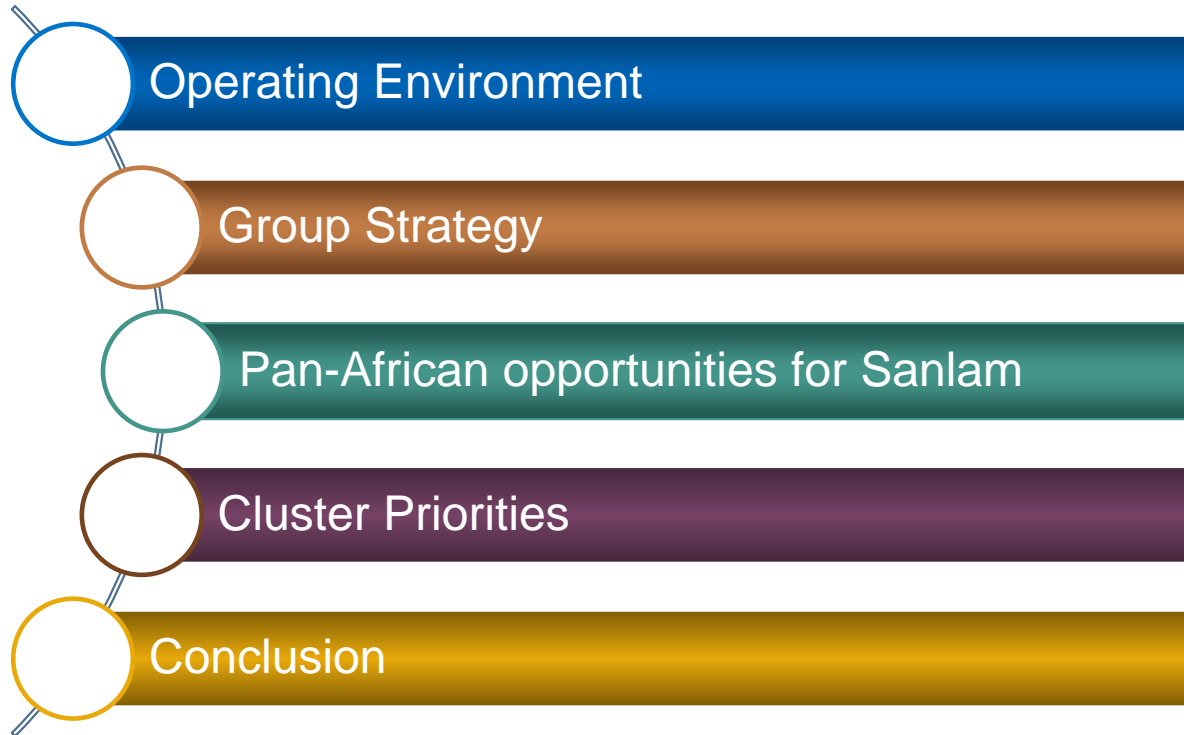 Operating Environment
Group Strategy
Pan-African opportunities for Sanlam
Cluster Priorities
Conclusion